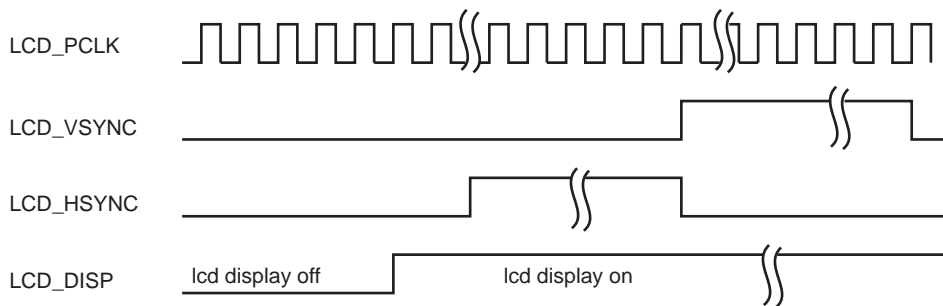 LCD_PCLK
LCD_VSYNC
LCD_HSYNC
LCD_DISP
lcd display off
lcd display on